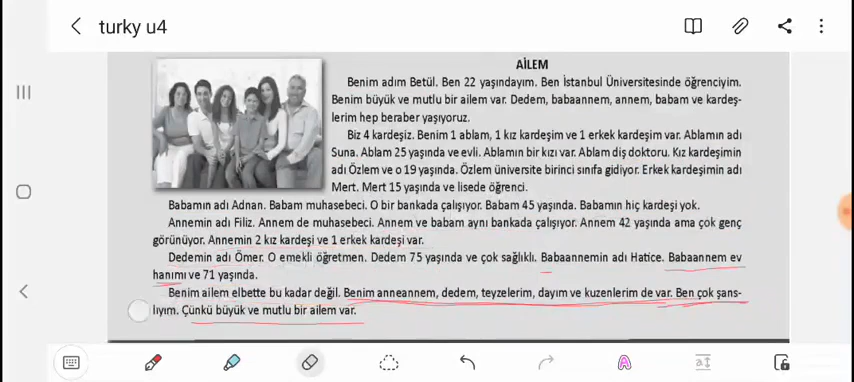 turky u4
AİLEM
Benim adım Betül. Ben 22 yaşındayım. Ben İstanbul Üniversitesinde öğrenciyim.
Benim büyük ve mutlu bir ailem var. Dedem, babaannem, annem, babam ve kardeş-
lerim hep beraber yaşıyoruz.
Biz 4 kardeşiz. Benim 1 ablam, 1 kız kardeşim ve 1 erkek kardeşim var. Ablamın adı
Suna. Ablam 25 yaşında ve evli. Ablamın bir kızı var. Ablam diş doktoru. Kız kardeşimin
adı Özlem ve o 19 yaşında. Özlem üniversite birinci sınıfa gidiyor. Erkek kardeşimin adı
Mert. Mert 15 yaşında ve lisede öğrenci.
Babamın adı Adnan. Babam muhasebeci. O bir bankada çalışıyor. Babam 45 yaşında. Babamın hiç kardeşi yok.
Annemin adı Filiz. Annem de muhasebeci. Annem ve babam aynı bankada çalışıyor. Annem 42 yaşında ama çok genç
görünüyor. Annemin 2 kız kardeşi ve 1 erkek kardeşi var.
Dedemin adı Ömer. O emekli öğretmen. Dedem 75 yaşında ve çok sağlıklı. Babaannemin adı Hatice. Babaannem ev
hanımı ve 71 yaşında.
Benim ailem elbette bu kadar değil. Benim anneannem, dedem, teyzelerim, dayım ve kuzenlerim de var. Ben çok şans-
lıyım. Çünkü büyük ve mutlu bir ailem var.